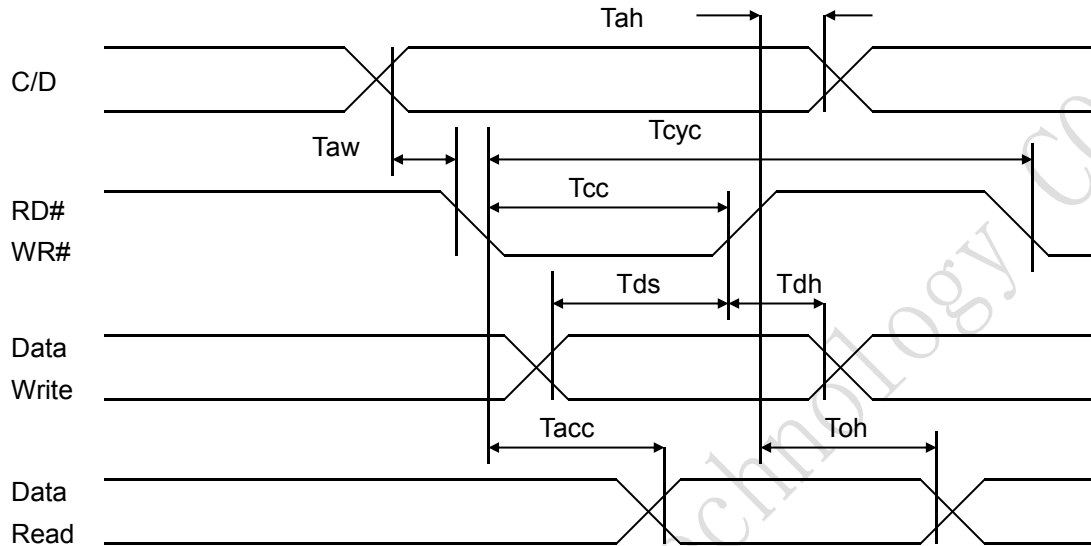 Tah
C/D
Taw
Tcyc
Tcc
RD#
WR#
Tds
Tdh
Data
Write
Tacc
Toh
Data
Read